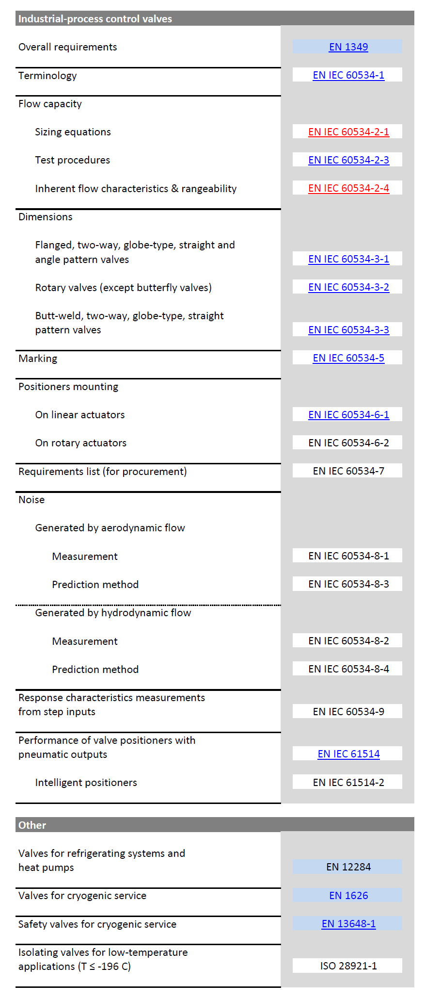 Industrial-process control valves
Overall requirements EN 1349
Terminology EN IEC 60534-1
Flow capacity
Sizing equations EN IEC 60534-2-1
Test procedures EN IEC 60534-2-3
Inherent flow characteristics & rangeability EN IEC 60534-2-4
Dimensions
Flanged, two-way, globe-type, straight and
angle pattern valves EN IEC 60534-3-1
Rotary valves (except butterfly valves) EN IEC 60534-3-2
Butt-weld, two-way, globe-type, straight
pattern valves EN IEC 60534-3-3
Marking EN IEC 60534-5
Positioners mounting
On linear actuators EN IEC 60534-6-1
On rotary actuators EN IEC 60534-6-2
Requirements list (for procurement) EN IEC 60534-7
Noise
Generated by aerodynamic flow
Measurement EN IEC 60534-8-1
Prediction method EN IEC 60534-8-3
Generated by hydrodynamic flow
Measurement EN IEC 60534-8-2
Prediction method EN IEC 60534-8-4
Response characteristics measurements
from step inputs EN IEC 60534-9
Performance of valve positioners with
pneumatic outputs EN IEC 61514
Intelligent positioners EN IEC 61514-2
Other
Valves for refrigerating systems and
heat pumps EN 12284
Valves for cryogenic service EN 1626
Safety valves for cryogenic service EN 13648-1
Isolating valves for low-temperature
applications (T ≤ -196 C) ISO 28921-1